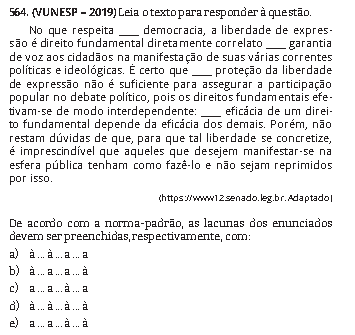 564. (VUNESP – 2019) Leia o texto para responder à questão.
No que respeita ____ democracia, a liberdade de expres-
são é direito fundamental diretamente correlato ____ garantia
de voz aos cidadãos na manifestação de suas várias correntes
políticas e ideológicas. É certo que ____ proteção da liberdade
de expressão não é suficiente para assegurar a participação
popular no debate político, pois os direitos fundamentais efe-
tivam-se de modo interdependente: ____ eficácia de um direi-
to fundamental depende da eficácia dos demais. Porém, não
restam dúvidas de que, para que tal liberdade se concretize,
é imprescindível que aqueles que desejem manifestar-se na
esfera pública tenham como fazê-lo e não sejam reprimidos
por isso.
(https://www12.senado.leg.br. Adaptado)
De acordo com a norma-padrão, as lacunas dos enunciados
devem ser preenchidas, respectivamente, com:
a) à ... à ... a ... a
b) à ... a ... à ... a
c) a ... à ... a ... à
d) à ... à ... a ... à
e) a ... a ... à ... à